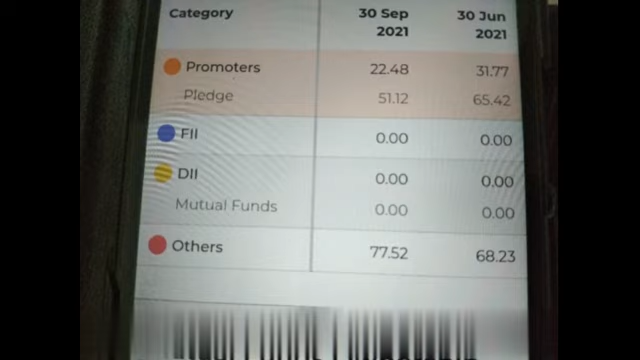 Category 30 Sep 2021 30 Jun 2021
Promoters 22.48 31.77
Pledge 51.12 65.42
FII 0.00 0.00
DII 0.00 0.00
Mutual Funds 0.00 0.00
Others 77.52 68.23